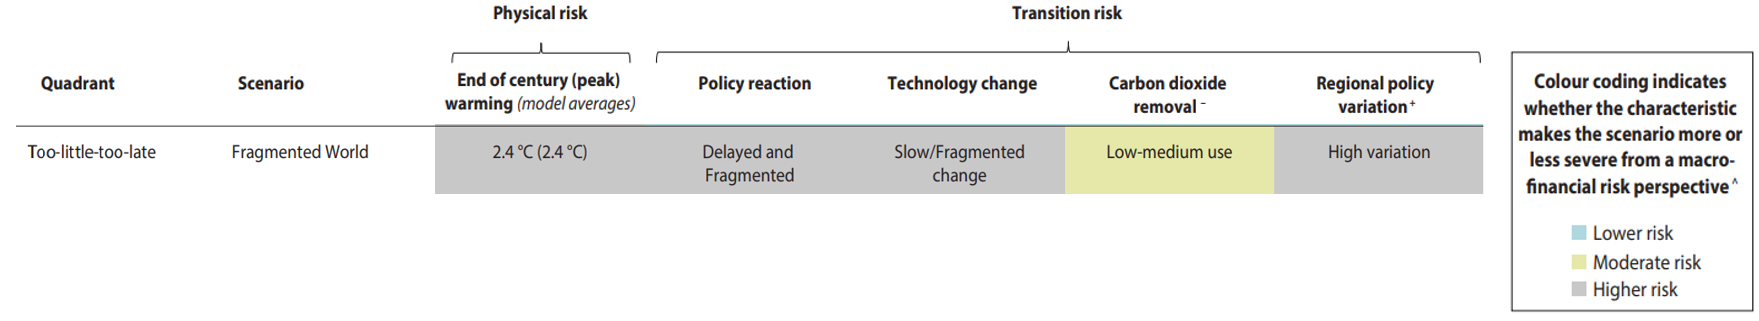 Physical risk
Transition risk
Quadrant
Scenario
End of century (peak)
warming (model averages)
Policy reaction
Technology change
Carbon dioxide
removal –
Regional policy
variation +
Too-little-too-late
Fragmented World
2.4 °C (2.4 °C)
Delayed and
Fragmented
Slow/Fragmented
change
Low-medium use
High variation
Colour coding indicates
whether the characteristic
makes the scenario more or
less severe from a macro-
financial risk perspective ^
Lower risk
Moderate risk
Higher risk